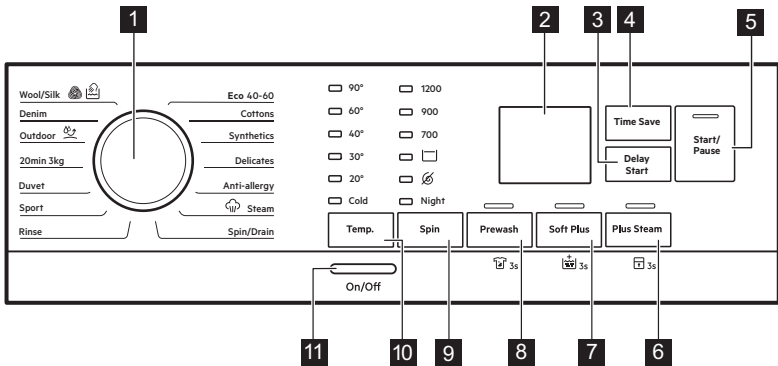 1
2
3
4
5
Wool/Silk
Denim
Outdoor
20min 3kg
Duvet
Sport
Rinse
Eco 40-60
Cottons
Synthetics
Delicates
Anti-allergy
Steam
Spin/Drain
90° 1200
60° 900
40° 700
30°
20°
Cold Night
Time Save
Delay
Start
Start/
Pause
Temp. Spin Prewash Soft Plus Plus Steam
3s 3s 3s
On/Off
11 10 9 8 7 6